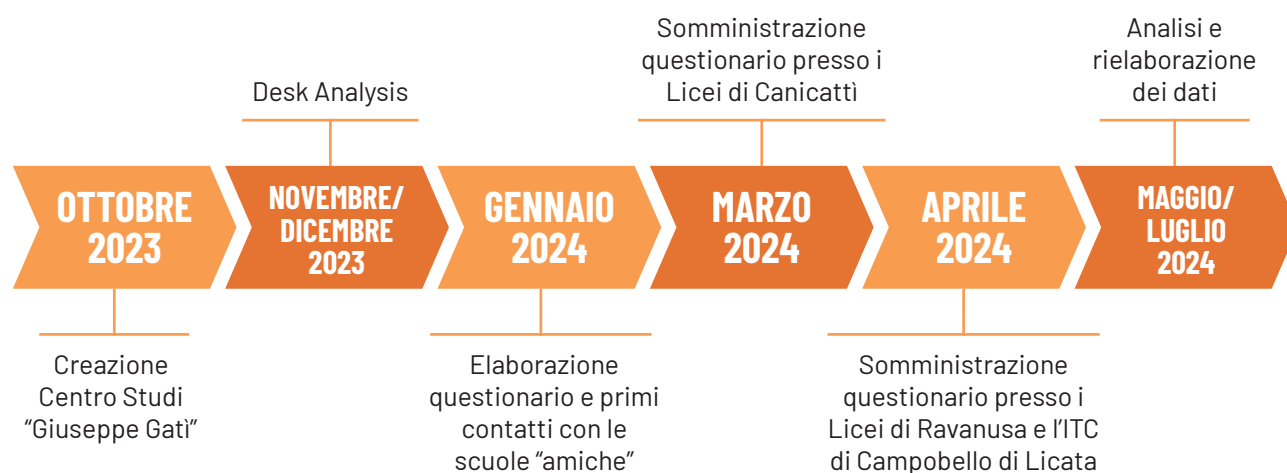 Somministrazione
questionario presso i
Licei di Canicattì
Analisi e
rielaborazione
dei dati
Desk Analysis
OTTOBRE
2023
NOVEMBRE/
DICEMBRE
2023
GENNAIO
2024
MARZO
2024
APRILE
2024
MAGGIO/
LUGLIO
2024
Creazione
Centro Studi
“Giuseppe Gatì”
Elaborazione
questionario e primi
contatti con le
scuole “amiche”
Somministrazione
questionario presso i
Licei di Ravanusa e l’ITC
di Campobello di Licata